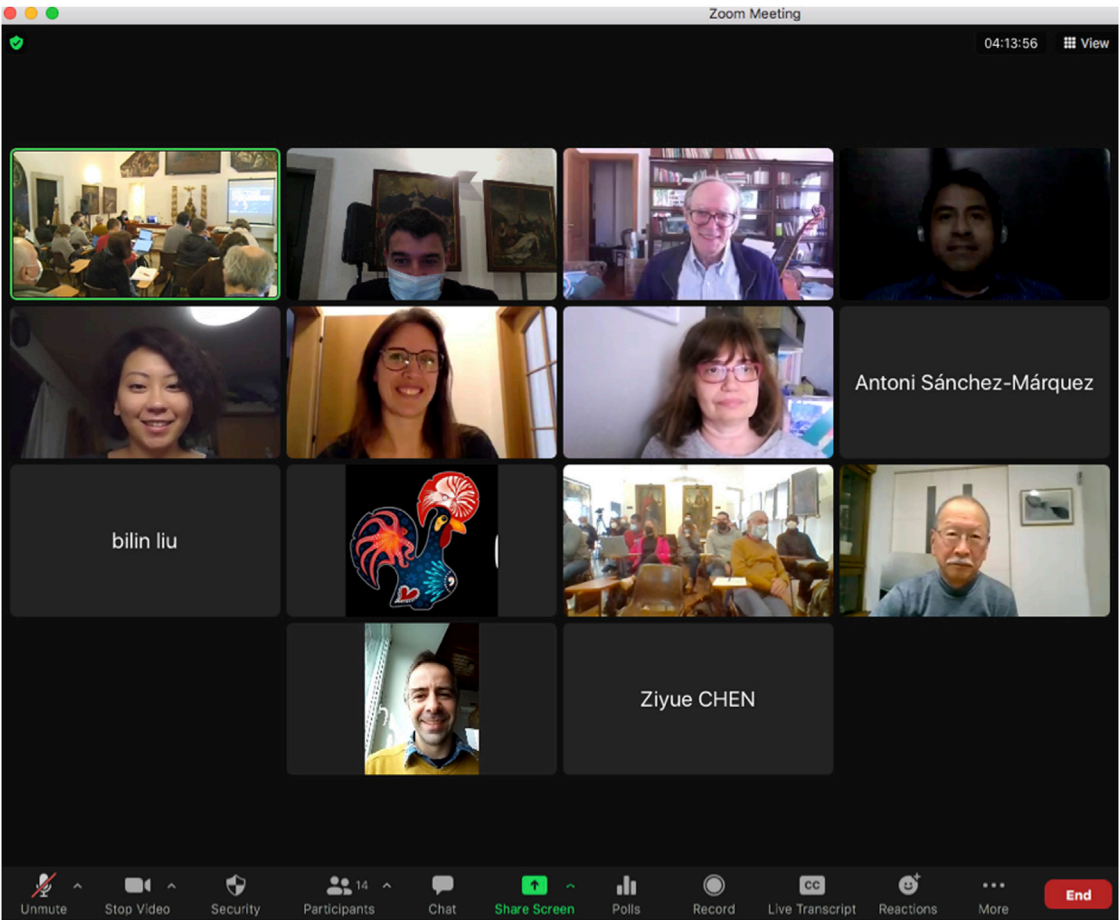 Zoom Meeting
04:13:56
View
Antoni Sánchez-Márquez
bilin liu
Ziyue CHEN
14
CC
Unmute
Stop Video
Security
Participants
Chat
Share Screen
Polls
Record
Live Transcript
Reactions
More
End